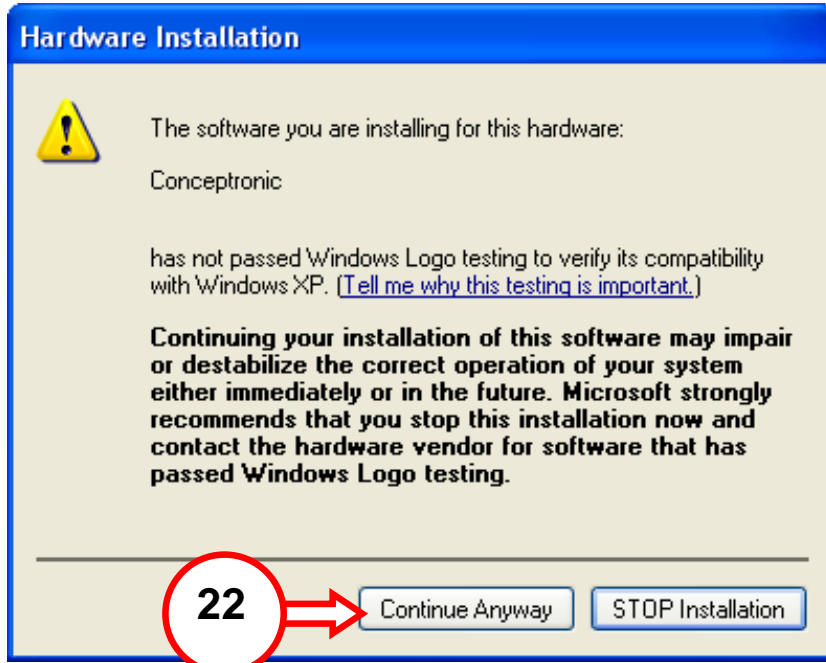 Hardware Installation
The software you are installing for this hardware:
Conceptronic
has not passed Windows Logo testing to verify its compatibility
with Windows XP. (Tell me why this testing is important.)
Continuing your installation of this software may impair
or destabilize the correct operation of your system
either immediately or in the future. Microsoft strongly
recommends that you stop this installation now and
contact the hardware vendor for software that has
passed Windows Logo testing.
22 Continue Anyway STOP Installation